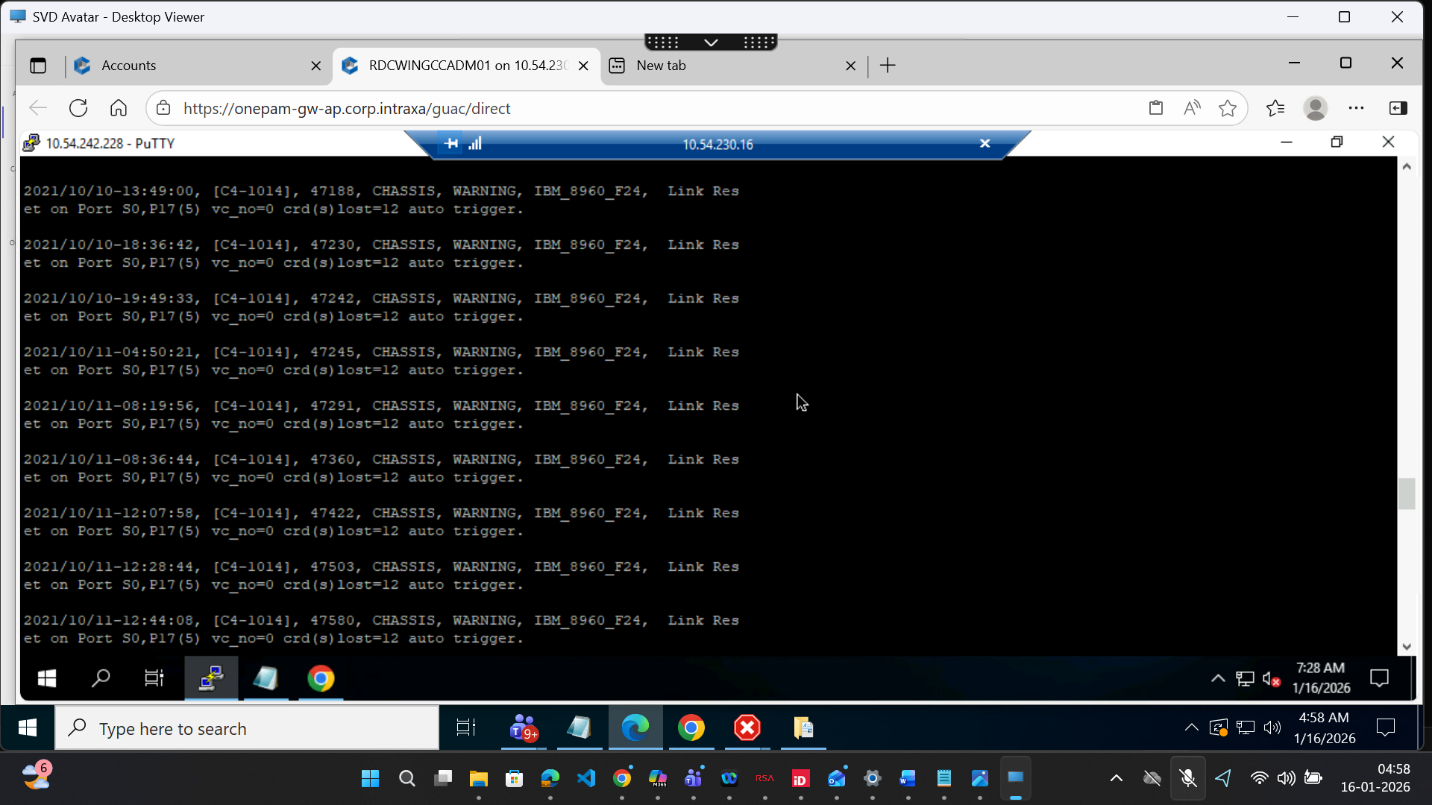 SVD Avatar - Desktop Viewer
Accounts
RDCWINGCCADM01 on 10.54.230
New tab
https://onepam-gw-ap.corp.intraxa/guac/direct
10.54.242.228 - PuTTY
10.54.230.16
2021/10/10-13:49:00, [C4-1014], 47188, CHASSIS, WARNING, IBM_8960_F24,  Link Res
et on Port S0,P17(5) vc_no=0 crd(s)lost=12 auto trigger.
2021/10/10-18:36:42, [C4-1014], 47230, CHASSIS, WARNING, IBM_8960_F24,  Link Res
et on Port S0,P17(5) vc_no=0 crd(s)lost=12 auto trigger.
2021/10/10-19:49:33, [C4-1014], 47242, CHASSIS, WARNING, IBM_8960_F24,  Link Res
et on Port S0,P17(5) vc_no=0 crd(s)lost=12 auto trigger.
2021/10/11-04:50:21, [C4-1014], 47245, CHASSIS, WARNING, IBM_8960_F24,  Link Res
et on Port S0,P17(5) vc_no=0 crd(s)lost=12 auto trigger.
2021/10/11-08:19:56, [C4-1014], 47291, CHASSIS, WARNING, IBM_8960_F24,  Link Res
et on Port S0,P17(5) vc_no=0 crd(s)lost=12 auto trigger.
2021/10/11-08:36:44, [C4-1014], 47360, CHASSIS, WARNING, IBM_8960_F24,  Link Res
et on Port S0,P17(5) vc_no=0 crd(s)lost=12 auto trigger.
2021/10/11-12:07:58, [C4-1014], 47422, CHASSIS, WARNING, IBM_8960_F24,  Link Res
et on Port S0,P17(5) vc_no=0 crd(s)lost=12 auto trigger.
2021/10/11-12:28:44, [C4-1014], 47503, CHASSIS, WARNING, IBM_8960_F24,  Link Res
et on Port S0,P17(5) vc_no=0 crd(s)lost=12 auto trigger.
2021/10/11-12:44:08, [C4-1014], 47580, CHASSIS, WARNING, IBM_8960_F24,  Link Res
et on Port S0,P17(5) vc_no=0 crd(s)lost=12 auto trigger.
7:28 AM
1/16/2026
Type here to search
9+
4:58 AM
1/16/2026
6
RSA
iD
04:58
16-01-2026